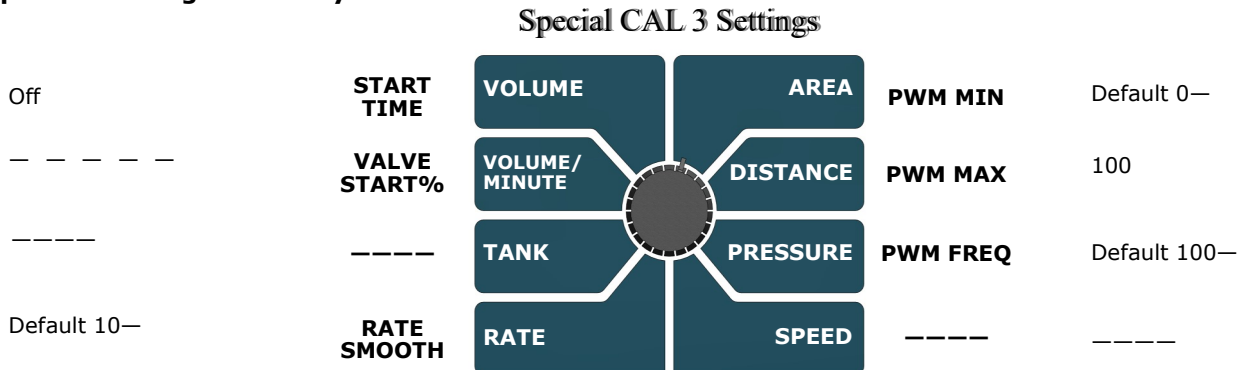 Special CAL 3 Settings
Off
START
TIME
VOLUME
AREA
PWM MIN
Default 0—
— — — — —
VALVE
START%
VOLUME/
MINUTE
DISTANCE
PWM MAX
100
————
————
TANK
PRESSURE
PWM FREQ
Default 100—
Default 10—
RATE
SMOOTH
RATE
SPEED
————
————